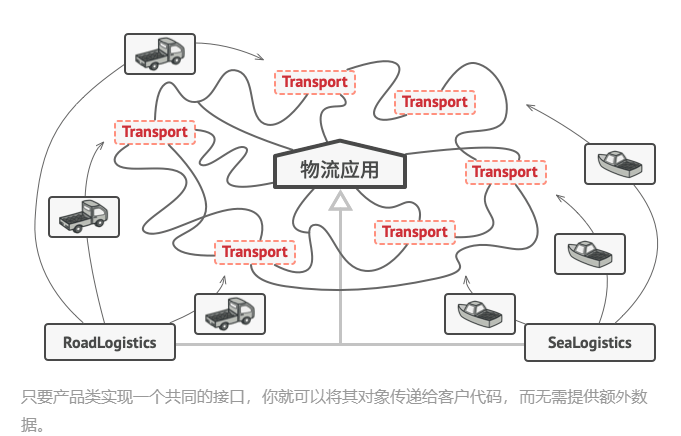 Transport
Transport
Transport
物流应用
Transport
Transport
Transport
RoadLogistics
SeaLogistics
只要产品类实现一个共同的接口，你就可以将其对象传递给客户代码，而无需提供额外数
据。